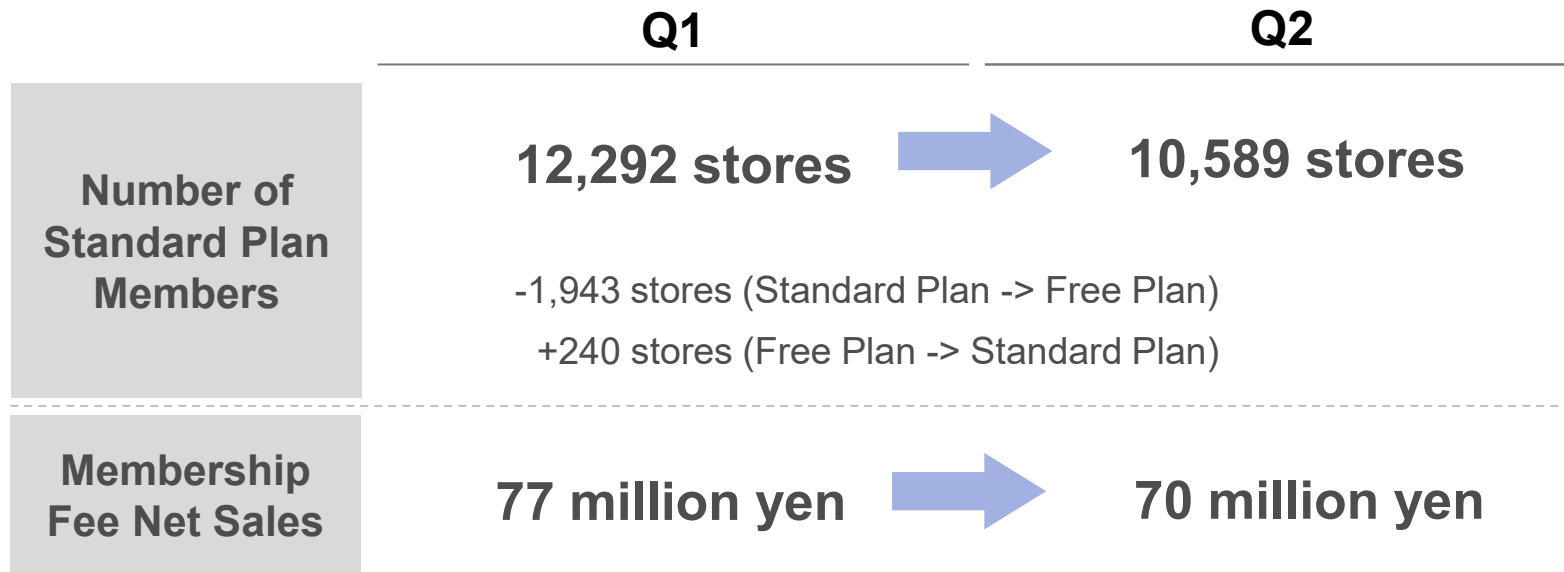 Q1
Q2
Number of
Standard Plan
Members
12,292 stores
10,589 stores
-1,943 stores (Standard Plan -> Free Plan)
+240 stores (Free Plan -> Standard Plan)
Membership
Fee Net Sales
77 million yen
70 million yen